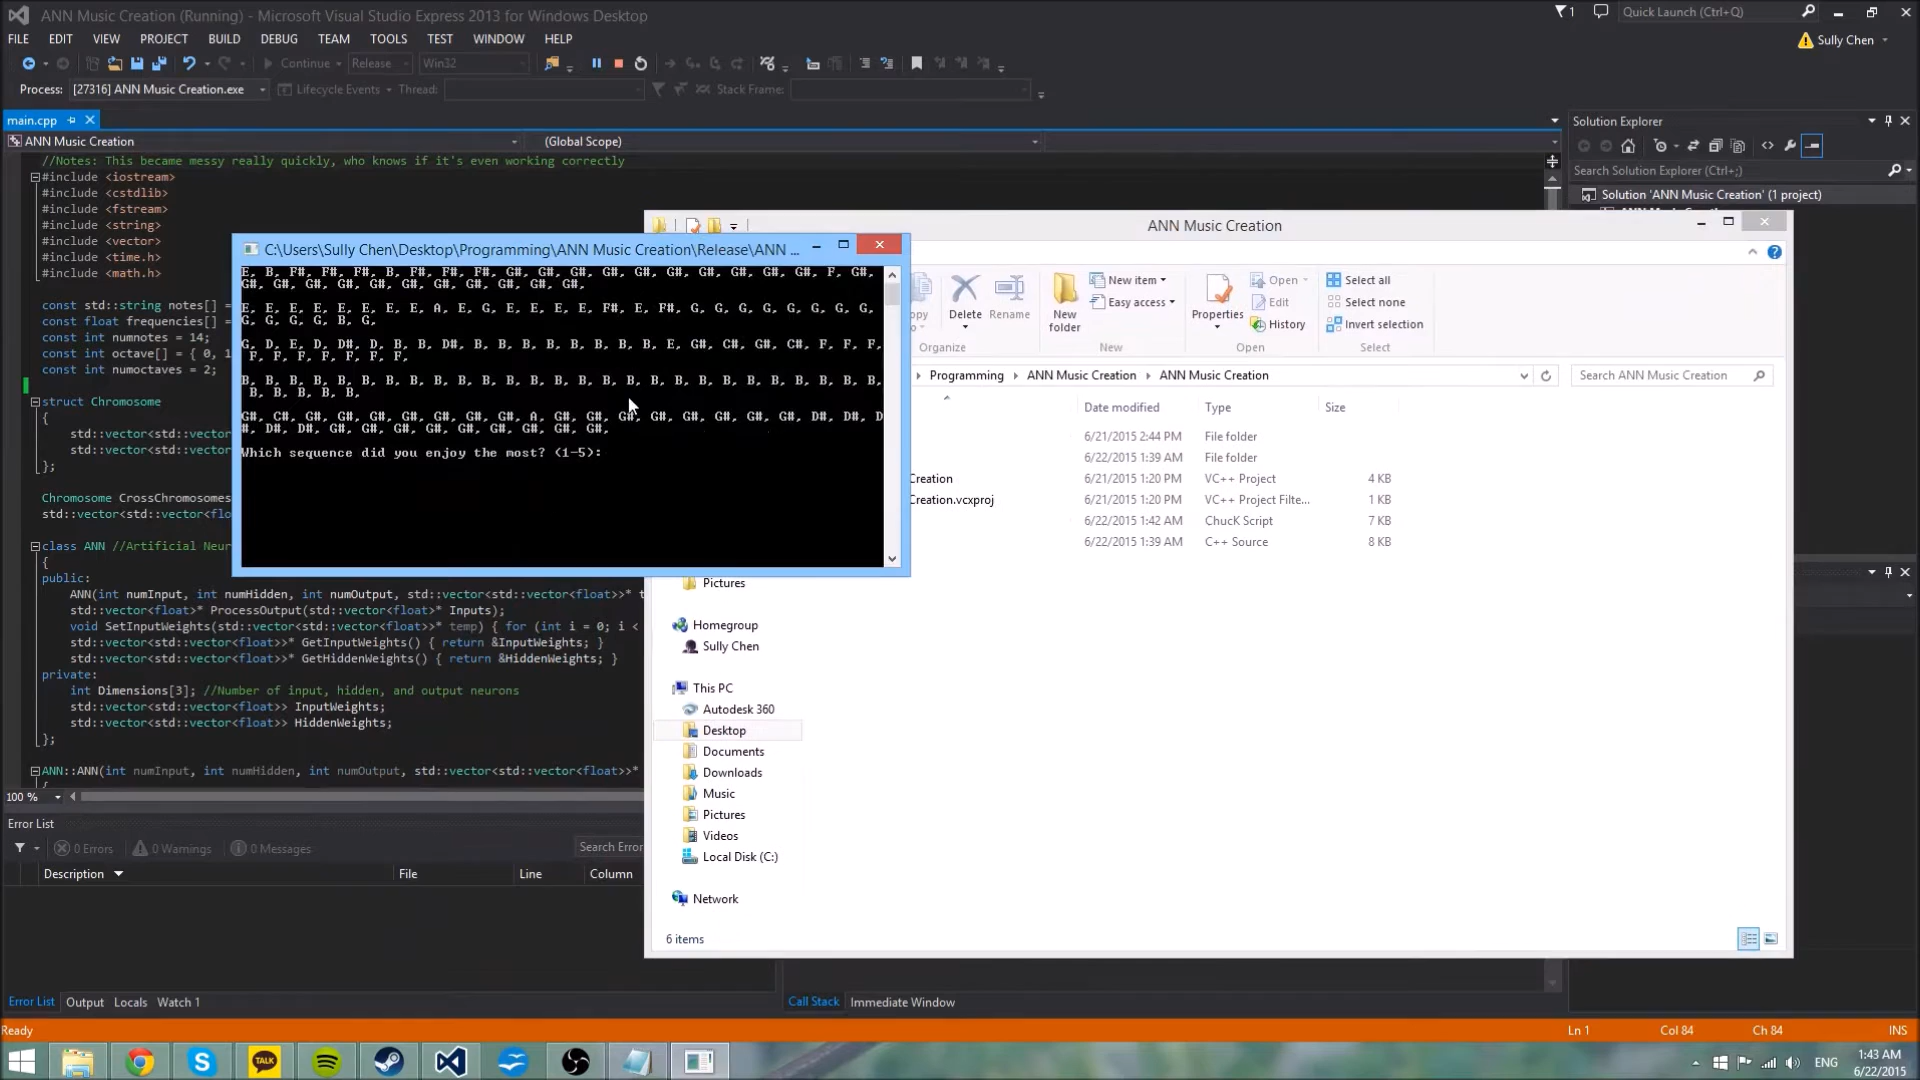 ANN Music Creation (Running) - Microsoft Visual Studio Express 2013 for Windows Desktop
1
Quick Launch (Ctrl+Q)
FILE EDIT VIEW PROJECT BUILD DEBUG TEAM TOOLS TEST WINDOW HELP
Sully Chen
Continue Release Win32
Process: [27316] ANN Music Creation.exe Lifecycle Events Thread: Stack Frame:
main.cpp
ANN Music Creation (Global Scope)
//Notes: This became messy really quickly, who knows if it's even working correctly
#include <iostream>
#include <cstdlib>
#include <fstream>
#include <string>
#include <vector>
#include <time.h>
#include <math.h>
const std::string notes[] =
const float frequencies[] =
const int numnotes = 14;
const int octave[] = { 0, 1
const int numoctaves = 2;
struct Chromosome
{
std::vector<std::vector
std::vector<std::vector
};
Chromosome CrossChromosomes
std::vector<std::vector<flo
class ANN //Artificial Neur
{
public:
ANN(int numInput, int numHidden, int numOutput, std::vector<std::vector<float>>* t
std::vector<float>* ProcessOutput(std::vector<float>* Inputs);
void SetInputWeights(std::vector<std::vector<float>>* temp) { for (int i = 0; i <
std::vector<std::vector<float>>* GetInputWeights() { return &InputWeights; }
std::vector<std::vector<float>>* GetHiddenWeights() { return &HiddenWeights; }
private:
int Dimensions[3]; //Number of input, hidden, and output neurons
std::vector<std::vector<float>> InputWeights;
std::vector<std::vector<float>> HiddenWeights;
};
ANN::ANN(int numInput, int numHidden, int numOutput, std::vector<std::vector<float>>*
{
100 %
Error List
0 Errors 0 Warnings 0 Messages Search Error
Description File Line Column
Error List Output Locals Watch 1
Call Stack Immediate Window
Ready
Ln 1 Col 84 Ch 84 INS
C:\Users\Sully Chen\Desktop\Programming\ANN Music Creation\Release\ANN ...
E, B, F#, F#, F#, B, F#, F#, F#, G#, G#, G#, G#, G#, G#, G#, G#, G#, G#, F, G#,
G#, G#, G#, G#, G#, G#, G#, G#, G#, G#, G#,
E, E, E, E, E, E, E, E, A, E, G, E, E, E, E, F#, E, F#, G, G, G, G, G, G, G, G,
G, G, G, G, B, G,
G, D, E, D, D#, D, B, B, D#, B, B, B, B, B, B, B, B, E, G#, C#, G#, C#, F, F, F,
F, F, F, F, F, F, F,
B, B, B, B, B, B, B, B, B, B, B, B, B, B, B, B, B, B, B, B, B, B, B, B, B, B, B,
B, B, B, B, B,
G#, C#, G#, G#, G#, G#, G#, G#, G#, A, G#, G#, G#, G#, G#, G#, G#, G#, D#, D#, D
#, D#, D#, G#, G#, G#, G#, G#, G#, G#, G#, G#,
Which sequence did you enjoy the most? (1-5):
ANN Music Creation
Delete Rename
Organize
New folder
New item
Easy access
New
Properties
Open
Edit
History
Open
Select all
Select none
Invert selection
Select
Programming ANN Music Creation ANN Music Creation
Search ANN Music Creation
Date modified Type Size
6/21/2015 2:44 PM File folder
6/22/2015 1:39 AM File folder
Creation 6/21/2015 1:20 PM VC++ Project 4 KB
Creation.vcxproj 6/21/2015 1:20 PM VC++ Project Filte... 1 KB
6/22/2015 1:42 AM ChucK Script 7 KB
6/22/2015 1:39 AM C++ Source 8 KB
Pictures
Homegroup
Sully Chen
This PC
Autodesk 360
Desktop
Documents
Downloads
Music
Pictures
Videos
Local Disk (C:)
Network
6 items
Solution Explorer
Search Solution Explorer (Ctrl+;)
Solution 'ANN Music Creation' (1 project)
TALK
ENG
1:43 AM
6/22/2015